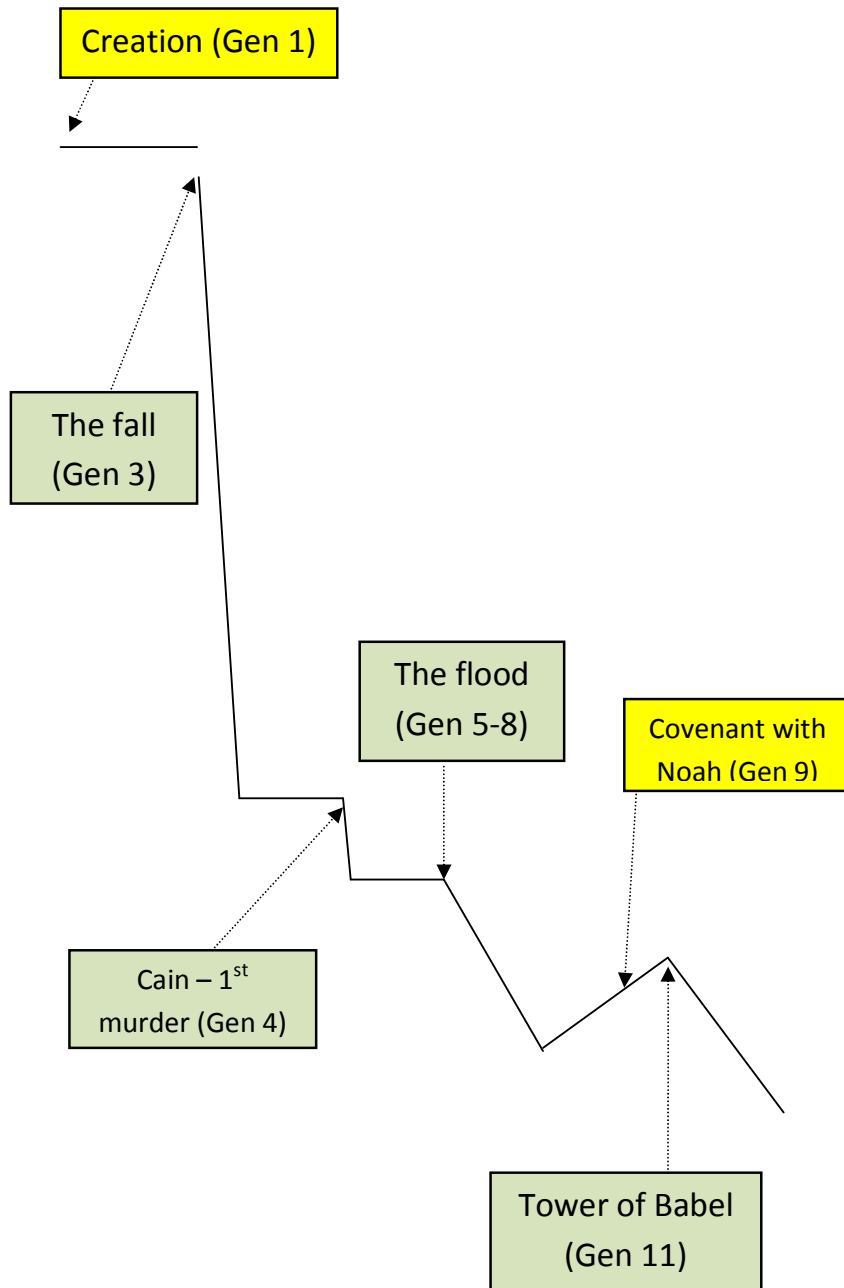 Creation (Gen 1)
The fall
(Gen 3)
The flood
(Gen 5-8)
Covenant with
Noah (Gen 9)
Cain – 1st
murder (Gen 4)
Tower of Babel
(Gen 11)